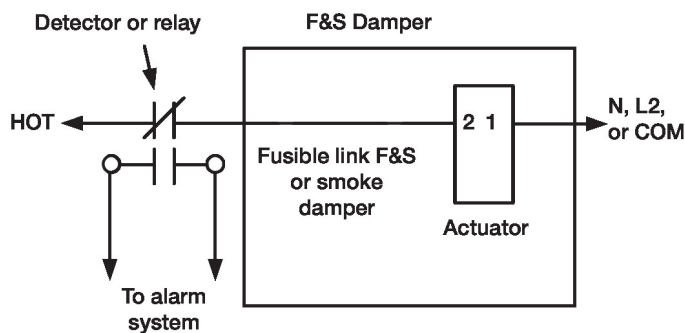 Detector or relay
F&S Damper
HOT
2 1
N, L2,
or COM
Fusible link F&S
or smoke
damper
Actuator
To alarm
system